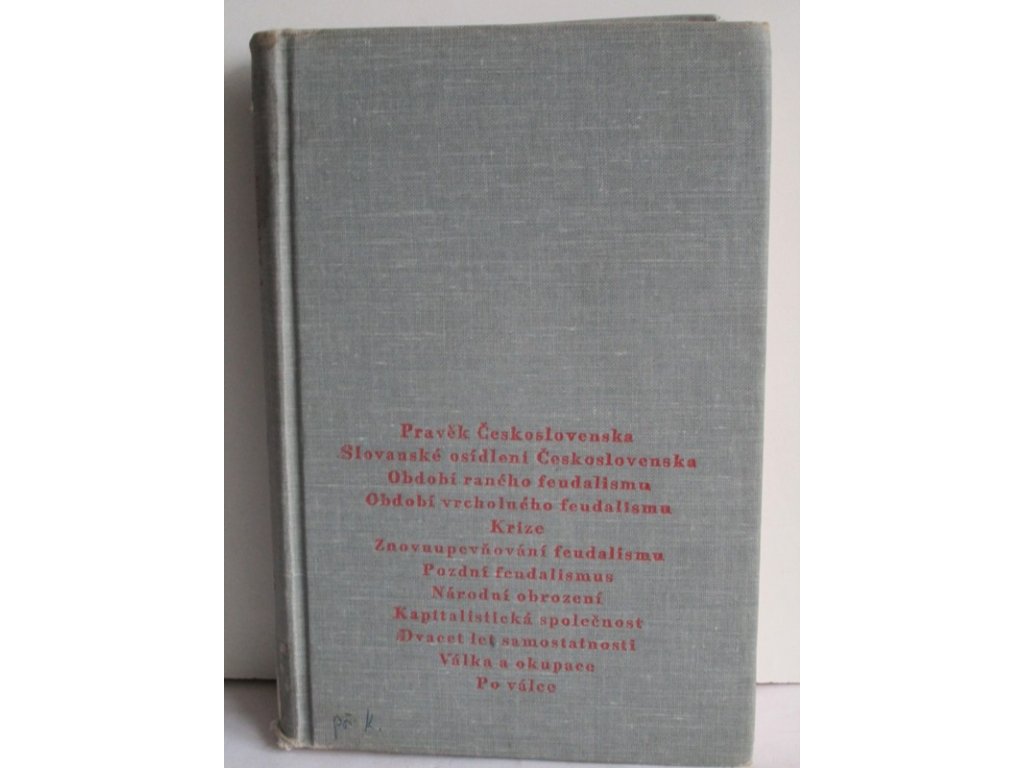 Pravěk Československa
Slovanské osídlení Československa
Období raného feudalismu
Období vrcholného feudalismu
Krize
Znovuupevňování feudalismu
Pozdní feudalismus
Národní obrození
Kapitalistická společnost
Dvacet let samostatnosti
Válka a okupace
Po válce
př. k.